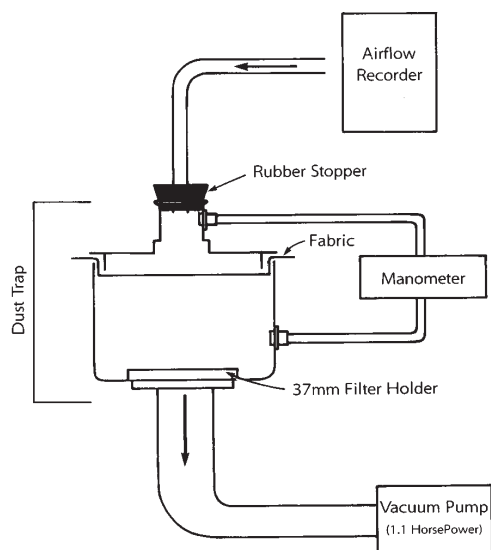 Airflow
Recorder
Rubber Stopper
Fabric
Manometer
Dust Trap
37mm Filter Holder
Vacuum Pump
(1.1 HorsePower)